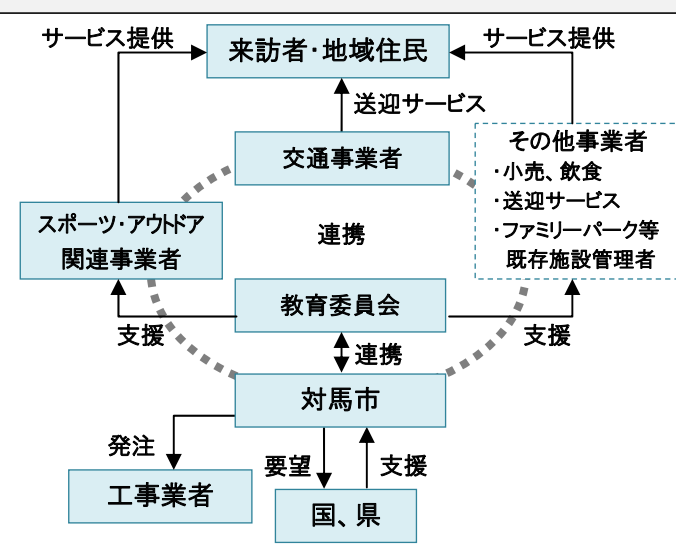 サービス提供
来訪者・地域住民
サービス提供
送迎サービス
交通事業者
その他事業者
・小売、飲食
・送迎サービス
・ファミリーパーク等
既存施設管理者
スポーツ・アウトドア
関連事業者
連携
教育委員会
支援
支援
連携
対馬市
発注
要望
支援
工事業者
国、県